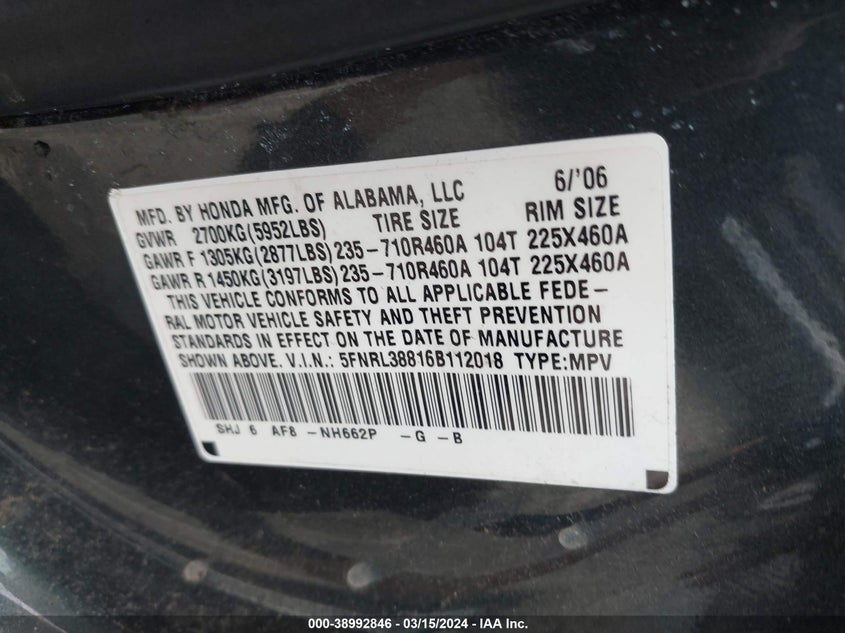 MFD. BY HONDA MFG. OF ALABAMA, LLC 6/'06
GVWR 2700KG(5952LBS) TIRE SIZE RIM SIZE
GAWR F 1305KG(2877LBS) 235-710R460A 104T 225X460A
GAWR R 1450KG(3197LBS) 235-710R460A 104T 225X460A
THIS VEHICLE CONFORMS TO ALL APPLICABLE FEDE-
RAL MOTOR VEHICLE SAFETY AND THEFT PREVENTION
STANDARDS IN EFFECT ON THE DATE OF MANUFACTURE
SHOWN ABOVE. V.I.N.: 5FNRL38816B112018 TYPE:MPV
SHJ 6 AF8 -NH662P -G -B
000-38992846 - 03/15/2024 - IAA Inc.